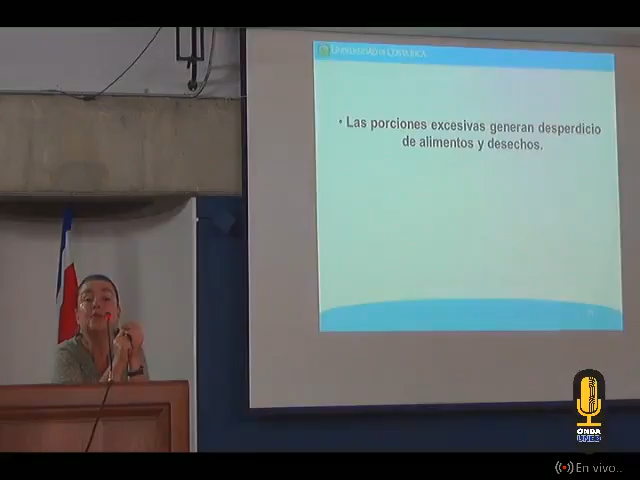 UNIVERSIDAD DE COSTA RICA
• Las porciones excesivas generan desperdicio
de alimentos y desechos.
ONDA
UNED
En vivo..